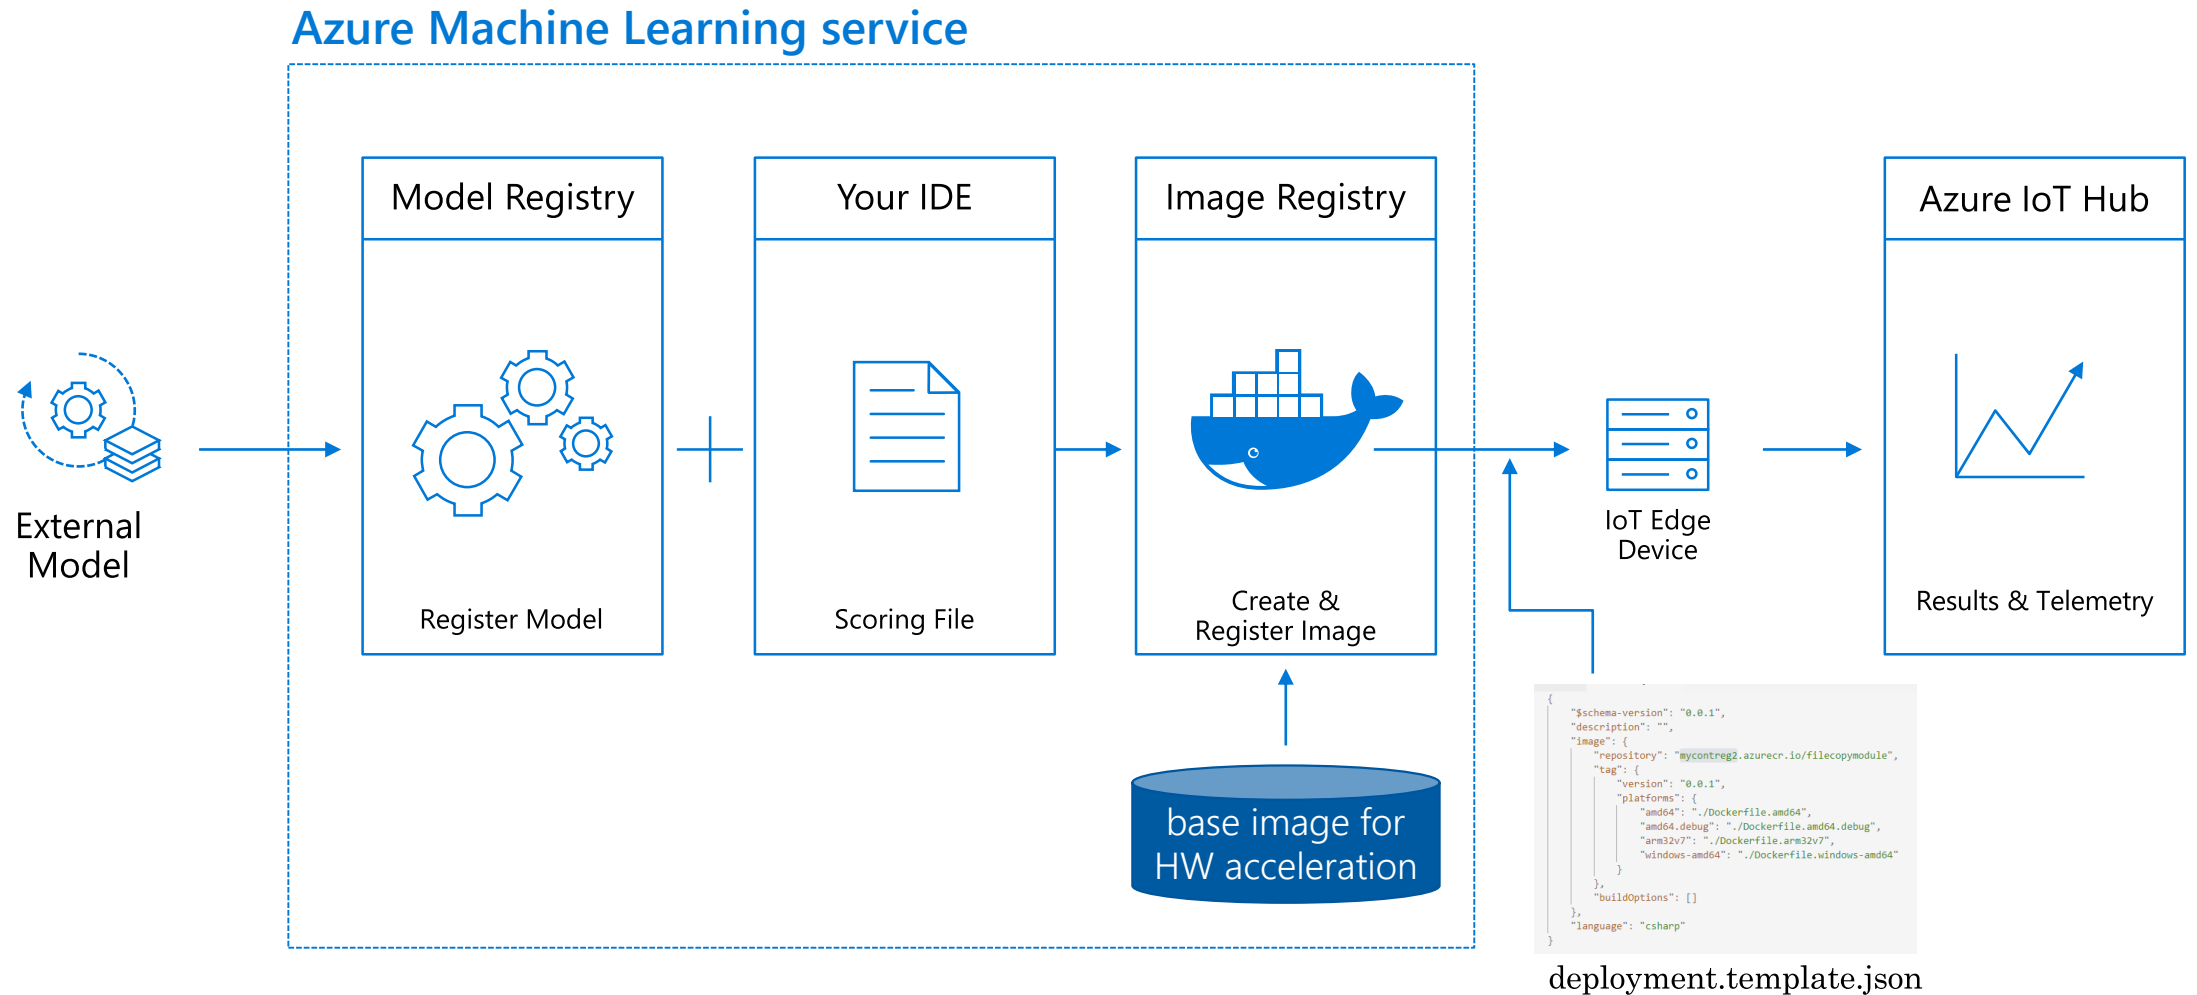 Azure Machine Learning service
External
Model
Model Registry
Register Model
Your IDE
Scoring File
Image Registry
Create &
Register Image
base image for
HW acceleration
IoT Edge
Device
Azure IoT Hub
Results & Telemetry
{
"$schema-version": "0.0.1",
"description": "",
"image": {
"repository": "mycontreg2.azurecr.io/filecopymodule",
"tag": {
"version": "0.0.1",
"platforms": {
"amd64": "./Dockerfile.amd64",
"amd64.debug": "./Dockerfile.amd64.debug",
"arm32v7": "./Dockerfile.arm32v7",
"windows-amd64": "./Dockerfile.windows-amd64"
}
},
"buildOptions": []
},
"language": "csharp"
}
deployment.template.json